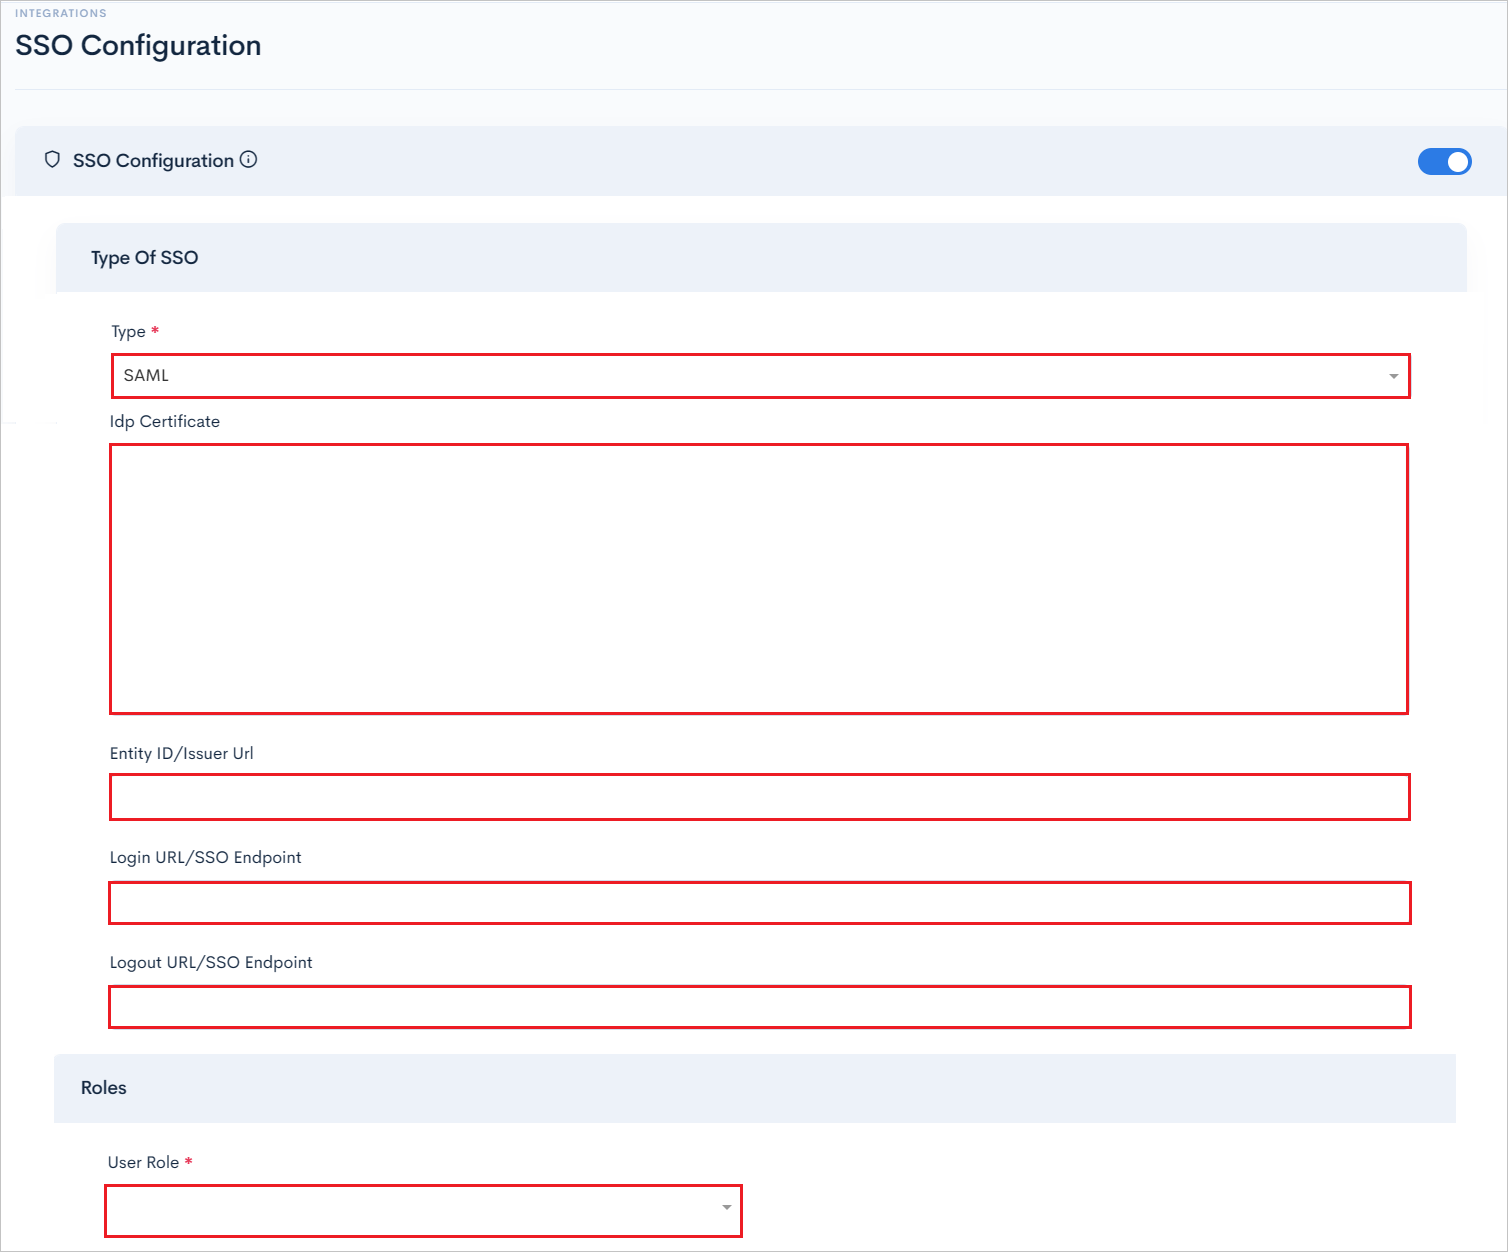 INTEGRATIONS
SSO Configuration
SSO Configuration
Type Of SSO
Type *
SAML
Idp Certificate
Entity ID/Issuer Url
Login URL/SSO Endpoint
Logout URL/SSO Endpoint
Roles
User Role *